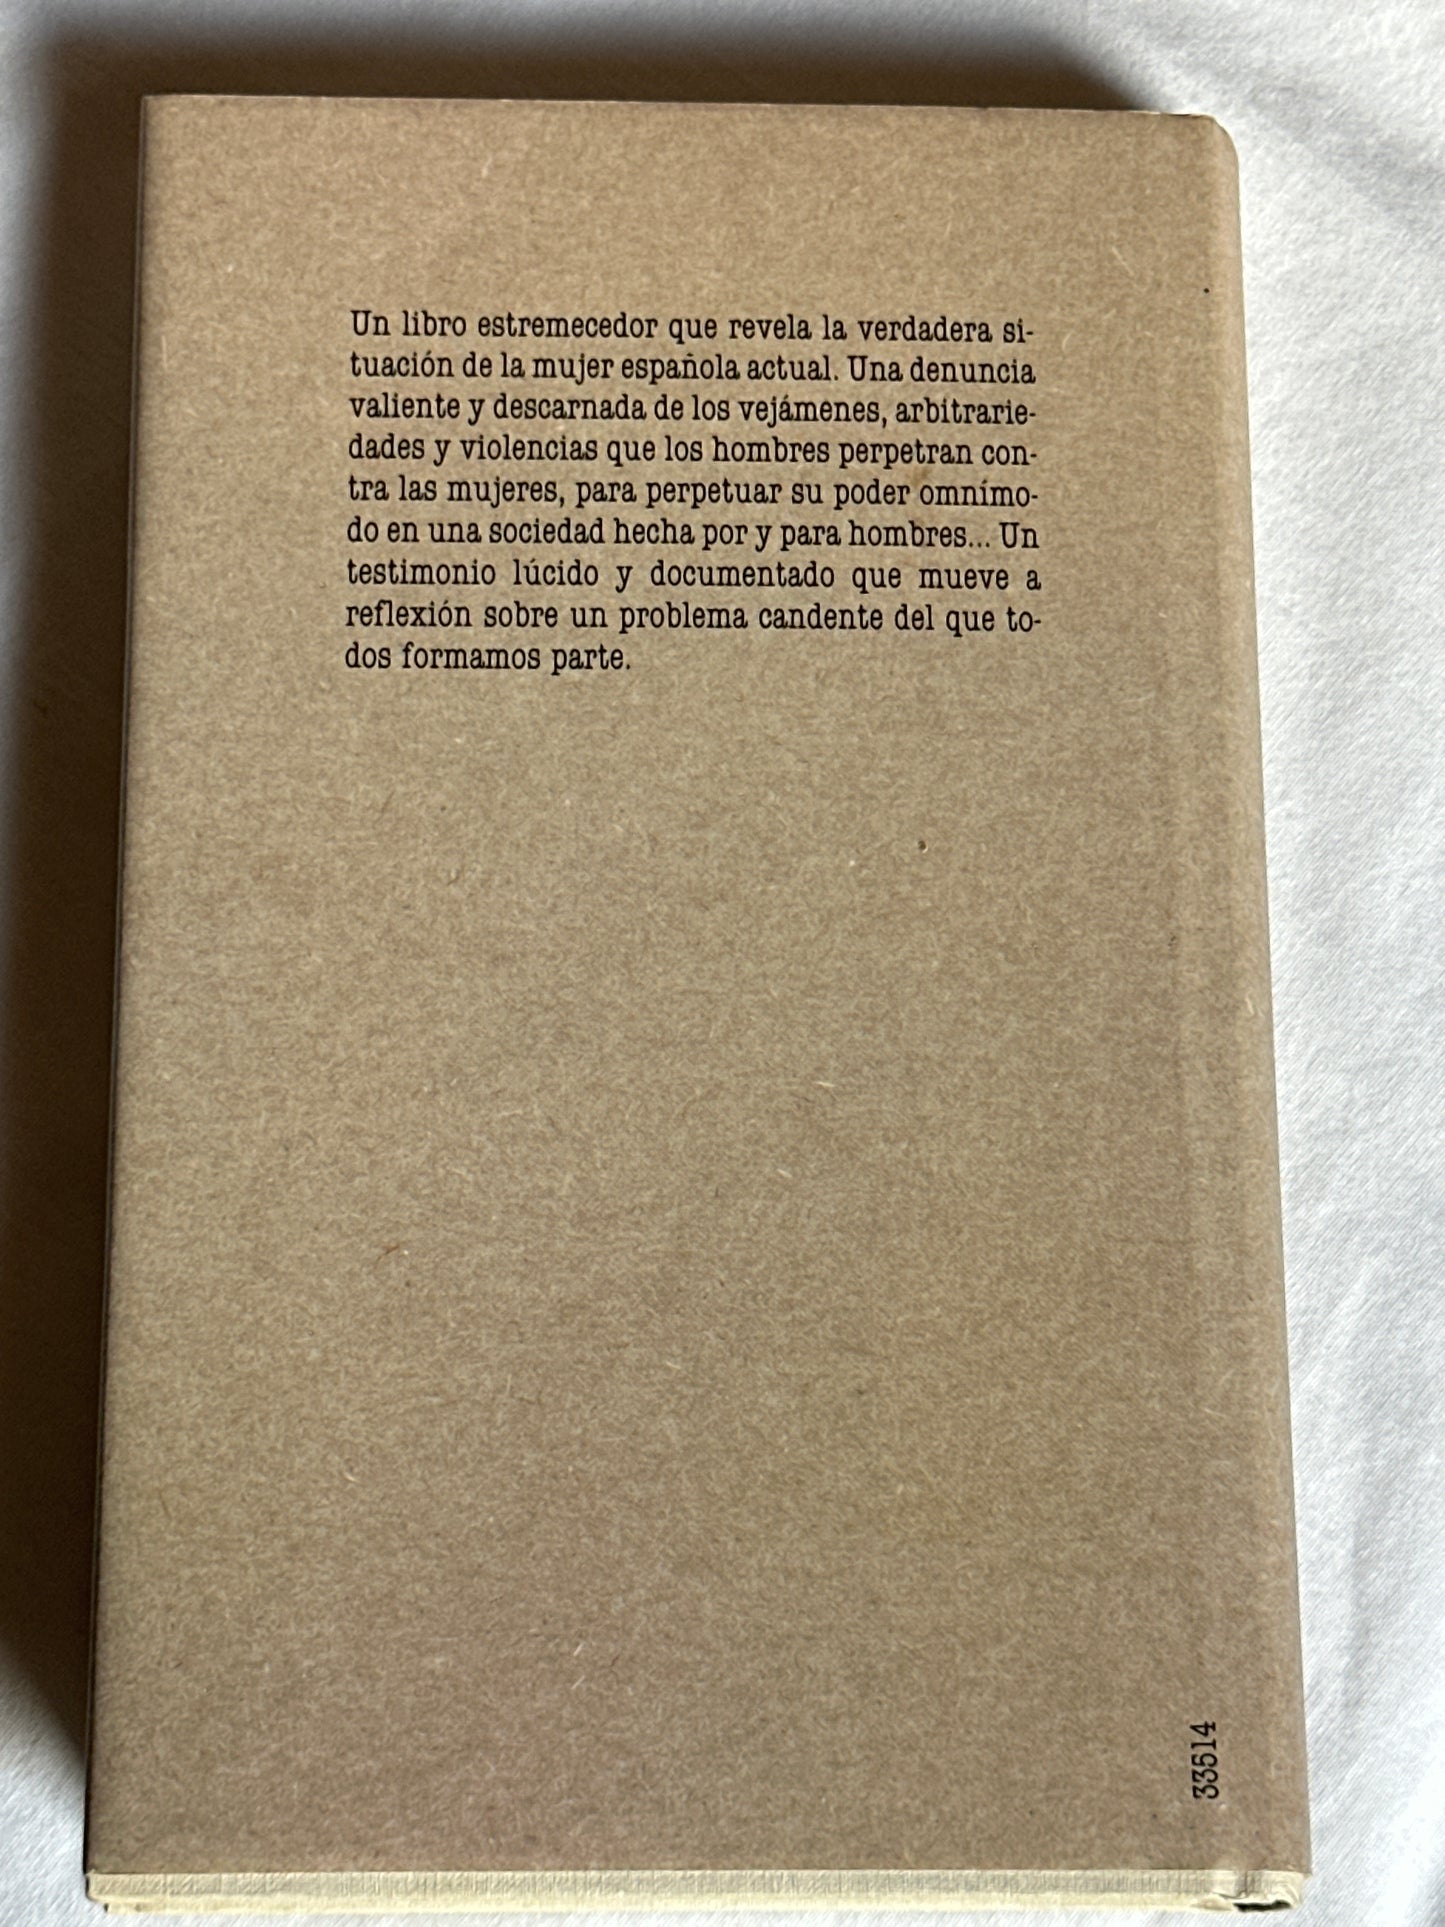 Un libro estremecedor que revela la verdadera si-
tuación de la mujer española actual. Una denuncia
valiente y descarnada de los vejámenes, arbitrarie-
dades y violencias que los hombres perpetran con-
tra las mujeres, para perpetuar su poder omnímo-
do en una sociedad hecha por y para hombres... Un
testimonio lúcido y documentado que mueve a
reflexión sobre un problema candente del que to-
dos formamos parte.
33514